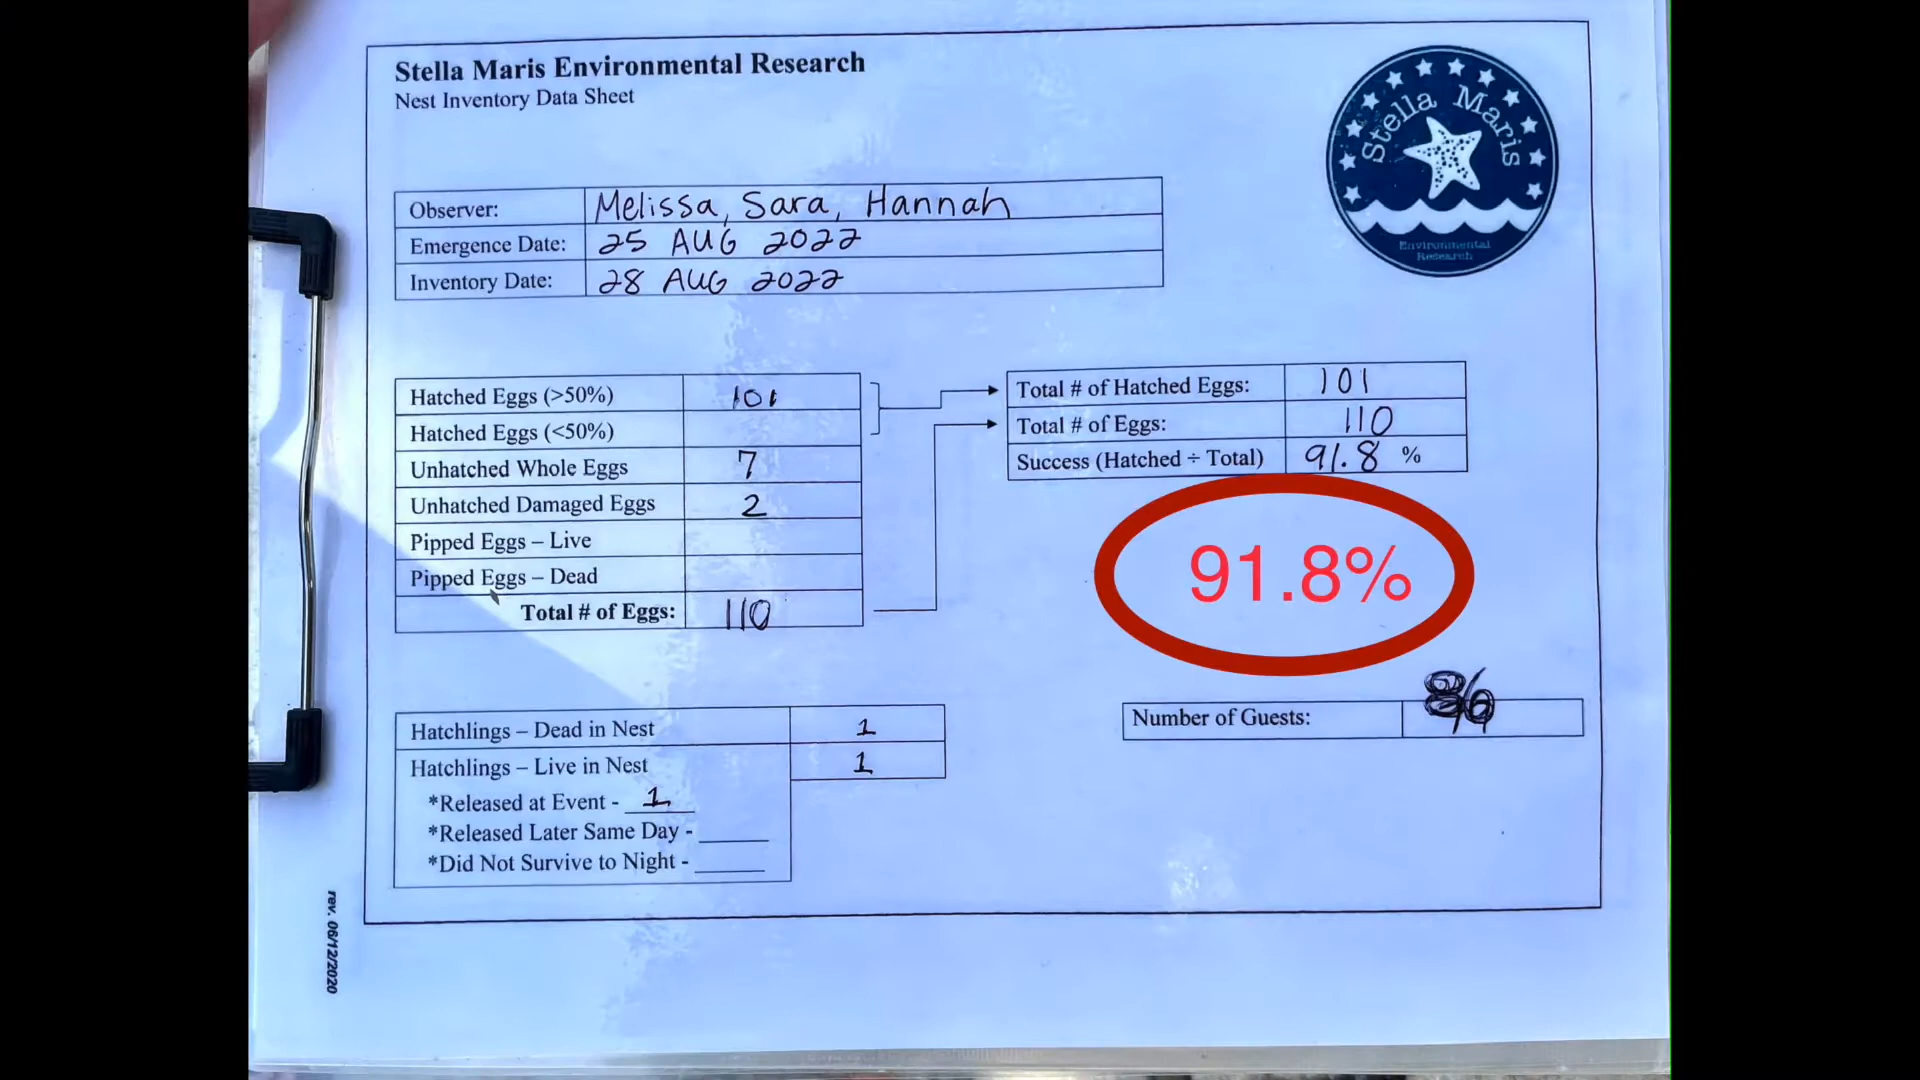 Stella Maris Environmental Research
Nest Inventory Data Sheet
Stella Maris
Environmental
Research
Observer: Melissa, Sara, Hannah
Emergence Date: 25 AUG 2022
Inventory Date: 28 AUG 2022
Hatched Eggs (>50%) 101
Hatched Eggs (<50%)
Unhatched Whole Eggs 7
Unhatched Damaged Eggs 2
Pipped Eggs – Live
Pipped Eggs – Dead
Total # of Eggs: 110
Total # of Hatched Eggs: 101
Total # of Eggs: 110
Success (Hatched ÷ Total) 91.8 %
91.8%
Number of Guests:
Hatchlings – Dead in Nest 1
Hatchlings – Live in Nest 1
*Released at Event - 1
*Released Later Same Day -
*Did Not Survive to Night -
rev. 06/12/2020